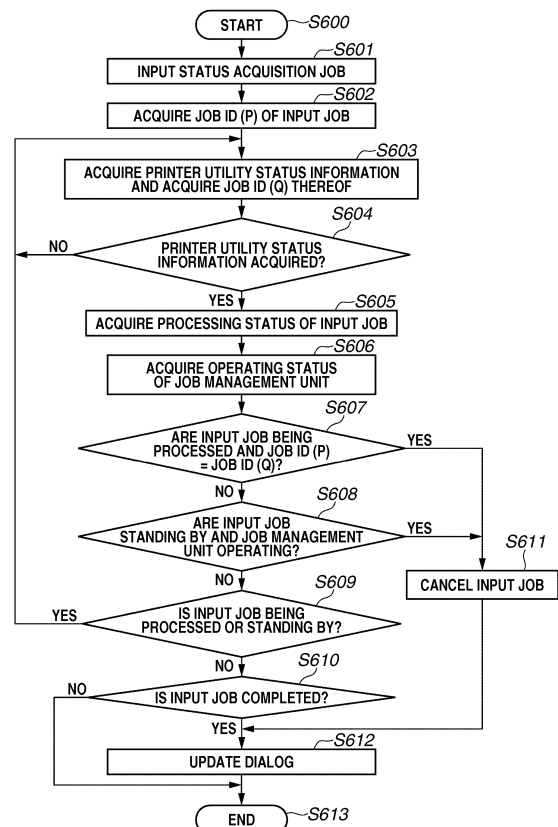 START
S600
S601
INPUT STATUS ACQUISITION JOB
S602
ACQUIRE JOB ID (P) OF INPUT JOB
S603
ACQUIRE PRINTER UTILITY STATUS INFORMATION
AND ACQUIRE JOB ID (Q) THEREOF
S604
PRINTER UTILITY STATUS
INFORMATION ACQUIRED?
NO
YES
S605
ACQUIRE PROCESSING STATUS OF INPUT JOB
S606
ACQUIRE OPERATING STATUS
OF JOB MANAGEMENT UNIT
S607
ARE INPUT JOB BEING
PROCESSED AND JOB ID (P)
= JOB ID (Q)?
YES
NO
S608
ARE INPUT JOB
STANDING BY AND JOB MANAGEMENT
UNIT OPERATING?
YES
S611
CANCEL INPUT JOB
NO
S609
IS INPUT JOB BEING
PROCESSED OR STANDING BY?
YES
NO
S610
IS INPUT JOB COMPLETED?
NO
YES
S612
UPDATE DIALOG
END
S613